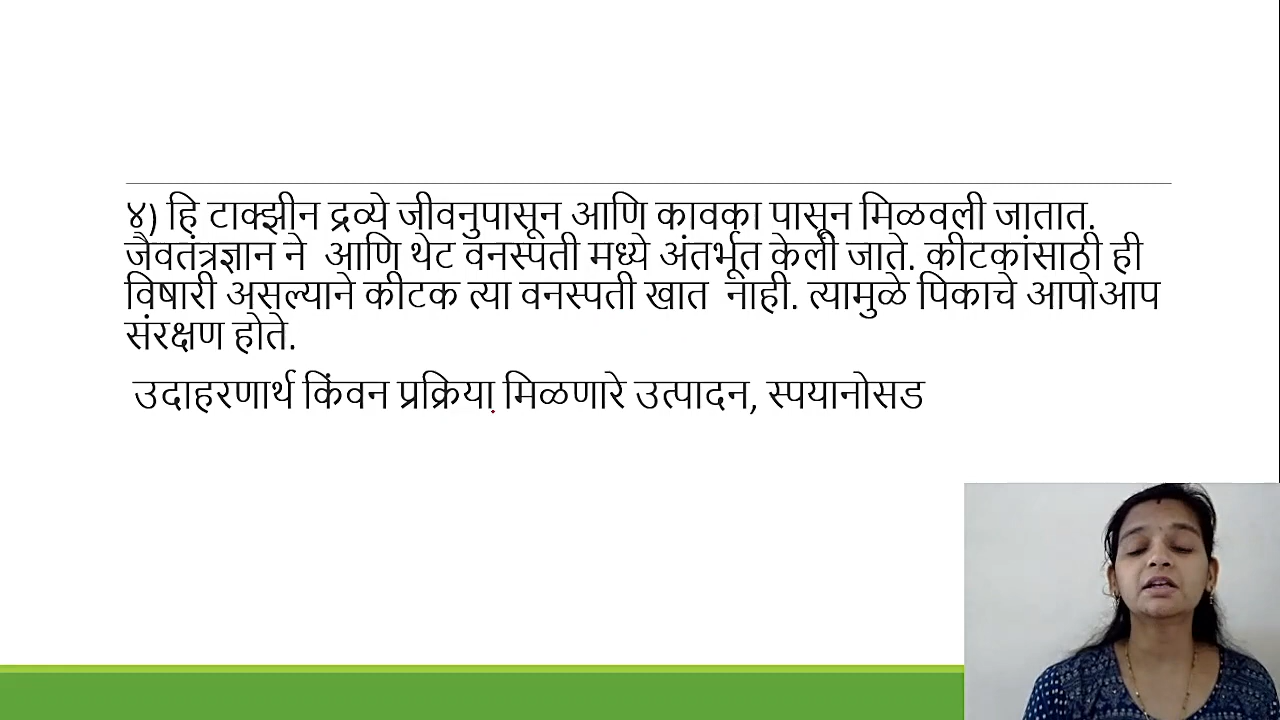 ४) हि टाक्झीन द्रव्ये जीवनुपासून आणि कावका पासून मिळवली जातात.
जैवतंत्रज्ञान ने आणि थेट वनस्पती मध्ये अंतर्भूत केली जाते. कीटकांसाठी ही
विषारी असल्याने कीटक त्या वनस्पती खात नाही. त्यामुळे पिकाचे आपोआप
संरक्षण होते.
उदाहरणार्थ किंवन प्रक्रिया मिळणारे उत्पादन, स्पयानोसड